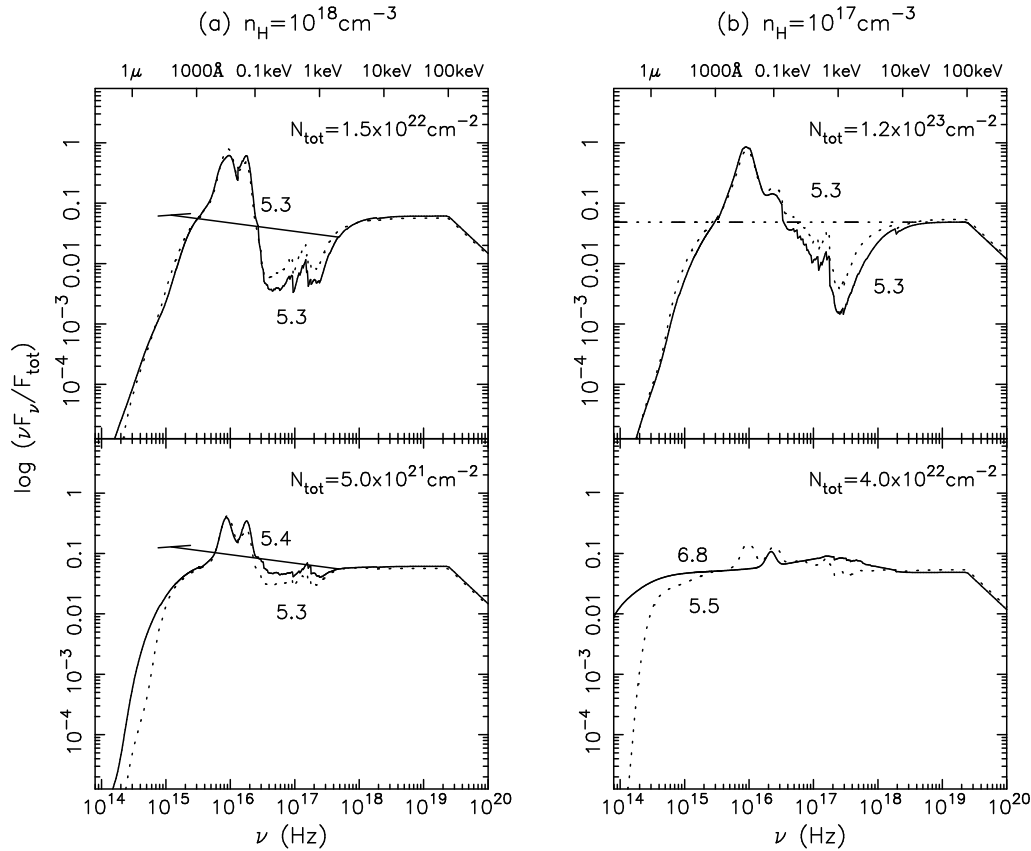 (a) n_H=10^18cm^-3
(b) n_H=10^17cm^-3
1μ 1000Å 0.1keV 1keV 10keV 100keV
1μ 1000Å 0.1keV 1keV 10keV 100keV
N_tot=1.5x10^22cm^-2
N_tot=1.2x10^23cm^-2
1
0.1
0.01
10^-3
10^-4
5.3
5.3
1
0.1
0.01
10^-3
10^-4
5.3
5.3
log (νF_ν/F_tot)
N_tot=5.0x10^21cm^-2
N_tot=4.0x10^22cm^-2
1
0.1
0.01
10^-3
10^-4
5.4
5.3
1
0.1
0.01
10^-3
10^-4
6.8
5.5
10^14 10^15 10^16 10^17 10^18 10^19 10^20
10^14 10^15 10^16 10^17 10^18 10^19 10^20
ν (Hz)
ν (Hz)